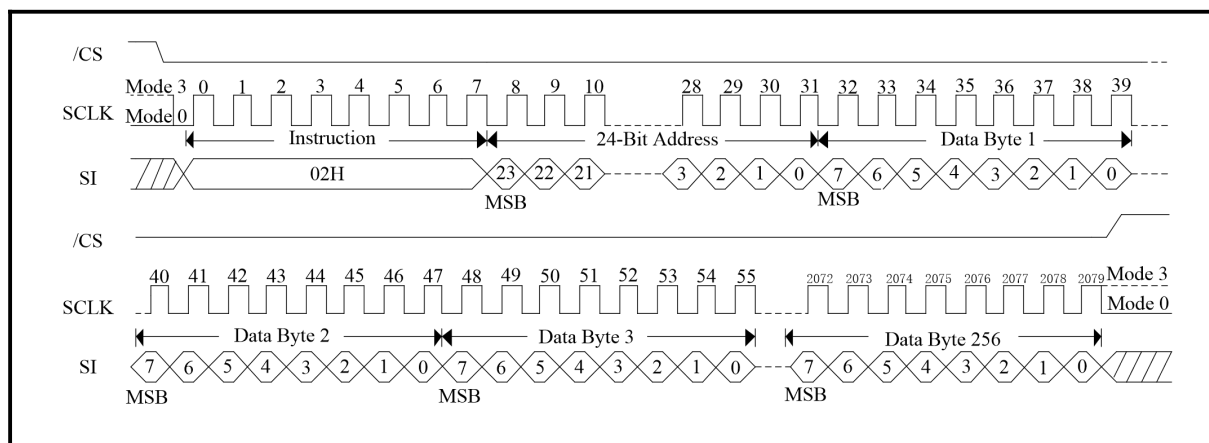 /CS
Mode 3 0 1 2 3 4 5 6 7 8 9 10 28 29 30 31 32 33 34 35 36 37 38 39
SCLK Mode 0
Instruction 24-Bit Address Data Byte 1
SI 02H 23 22 21 3 2 1 0 7 6 5 4 3 2 1 0
MSB MSB
/CS
40 41 42 43 44 45 46 47 48 49 50 51 52 53 54 55 2072 2073 2074 2075 2076 2077 2078 2079 Mode 3
SCLK Mode 0
Data Byte 2 Data Byte 3 Data Byte 256
SI 7 6 5 4 3 2 1 0 7 6 5 4 3 2 1 0 7 6 5 4 3 2 1 0
MSB MSB MSB